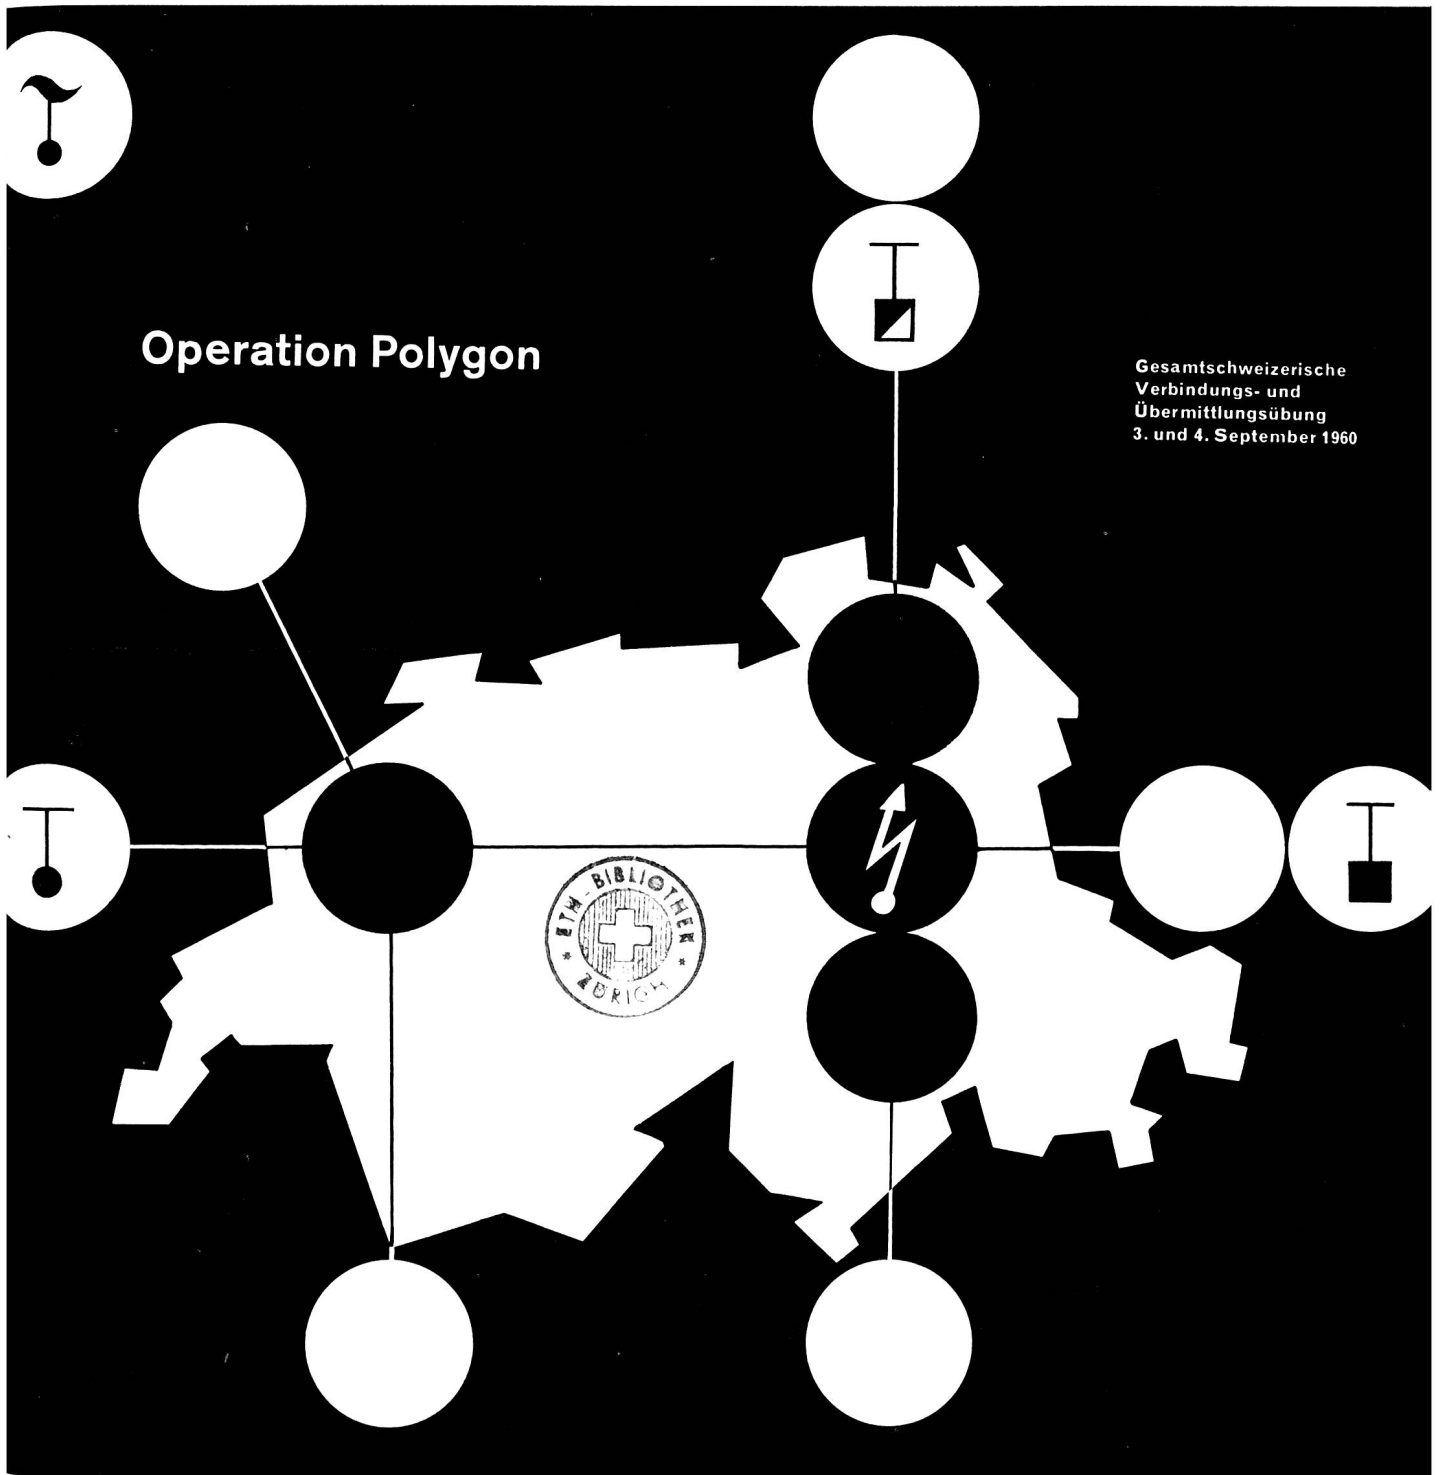 Operation Polygon
Gesamtschweizerische
Verbindungs- und
Übermittlungsübung
3. und 4. September 1960
ETH-BIBLIOTHEK
ZÜRICH